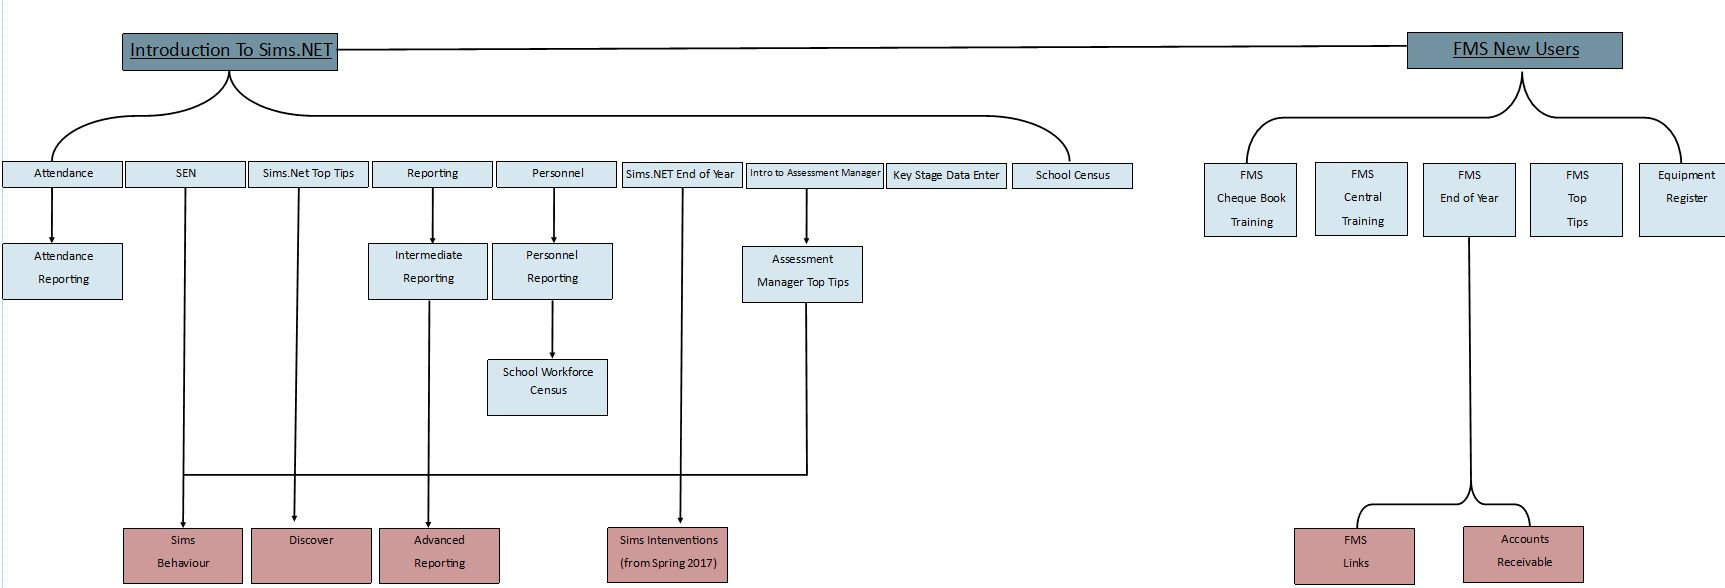 Introduction To Sims.NET
FMS New Users
Attendance
SEN
Sims.Net Top Tips
Reporting
Personnel
Sims.NET End of Year
Intro to Assessment Manager
Key Stage Data Enter
School Census
FMS
Cheque Book
Training
FMS
Central
Training
FMS
End of Year
FMS
Top
Tips
Equipment
Register
Attendance
Reporting
Intermediate
Reporting
Personnel
Reporting
Assessment
Manager Top Tips
School Workforce
Census
Sims
Behaviour
Discover
Advanced
Reporting
Sims Intenventions
(from Spring 2017)
FMS
Links
Accounts
Receivable